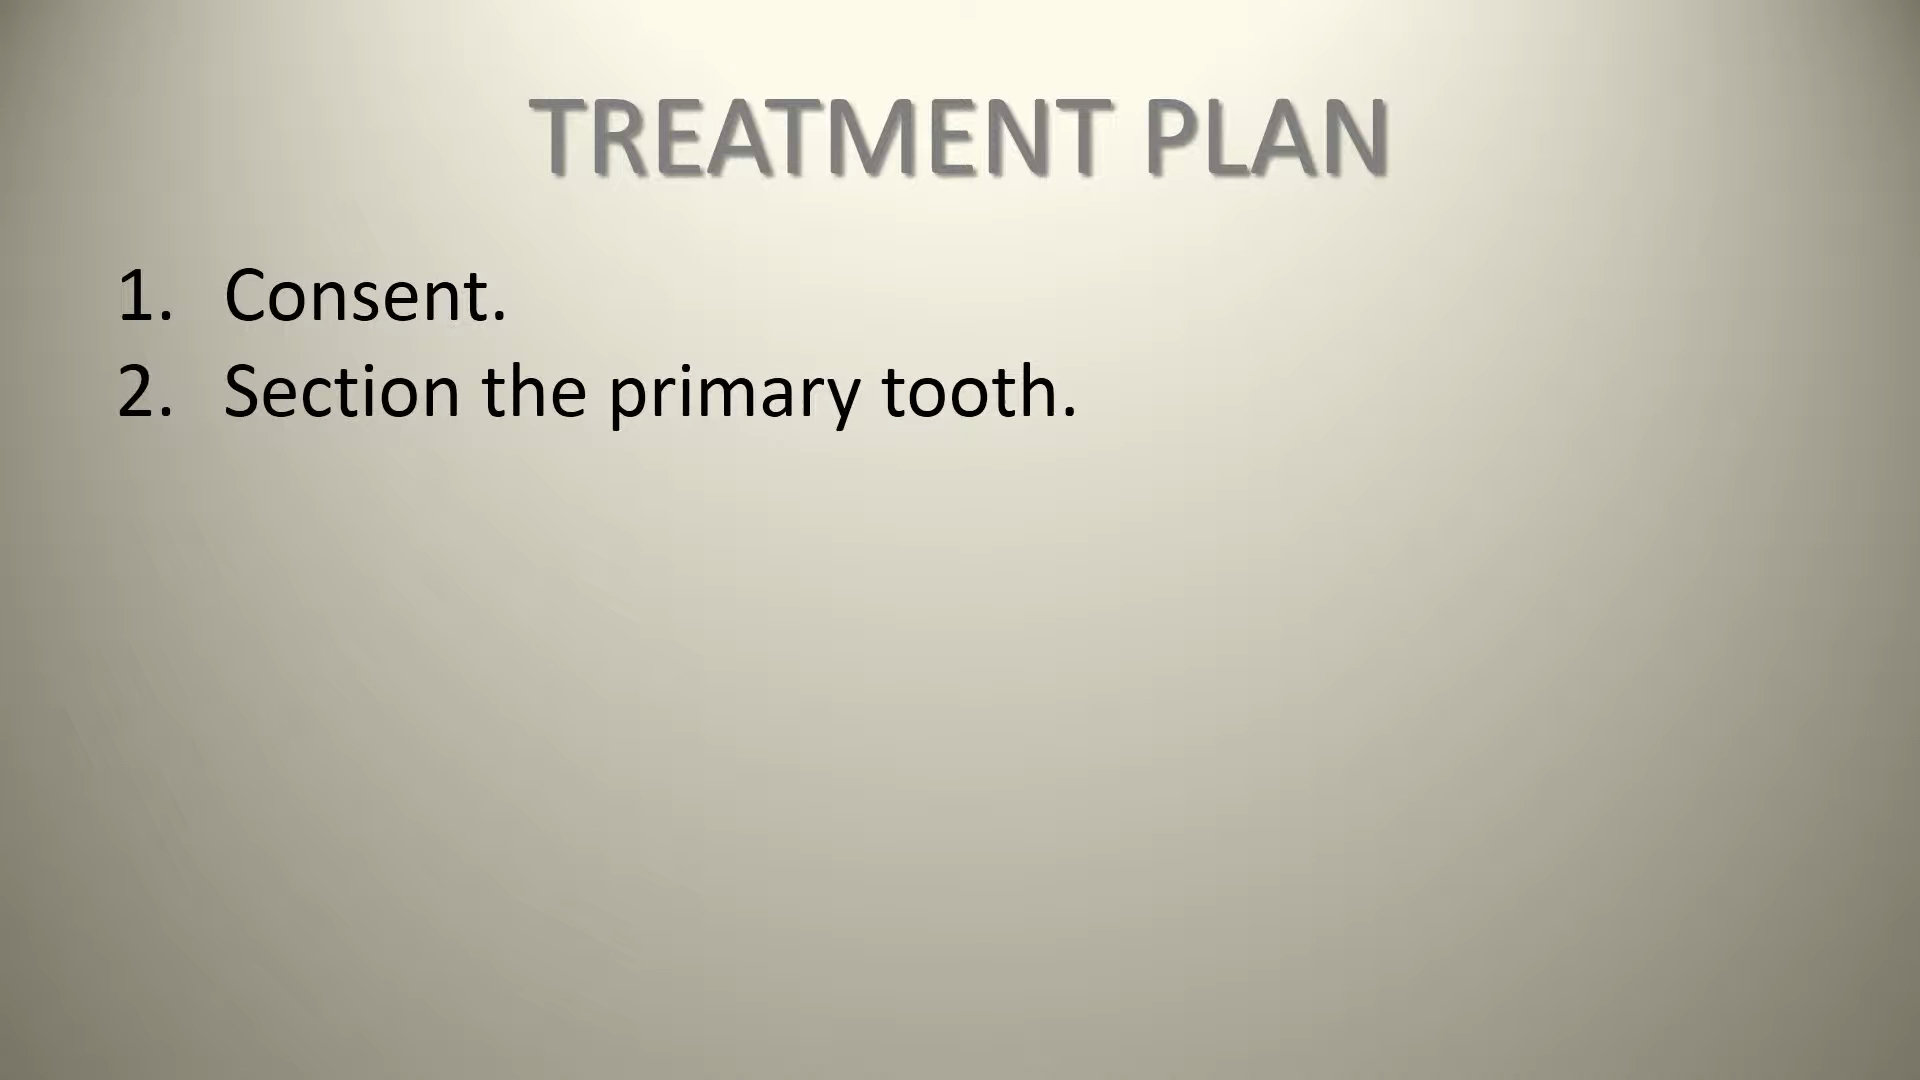 TREATMENT PLAN
1. Consent.
2. Section the primary tooth.